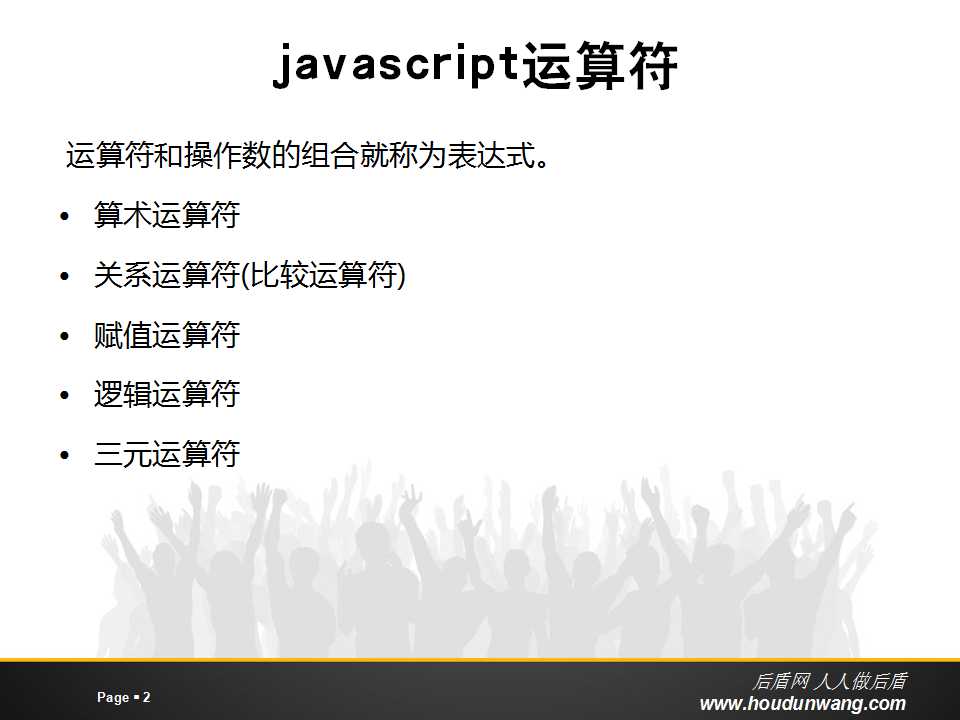 javascript运算符
运算符和操作数的组合就称为表达式。
• 算术运算符
• 关系运算符(比较运算符)
• 赋值运算符
• 逻辑运算符
• 三元运算符
Page ▪ 2
后盾网 人人做后盾
www.houdunwang.com